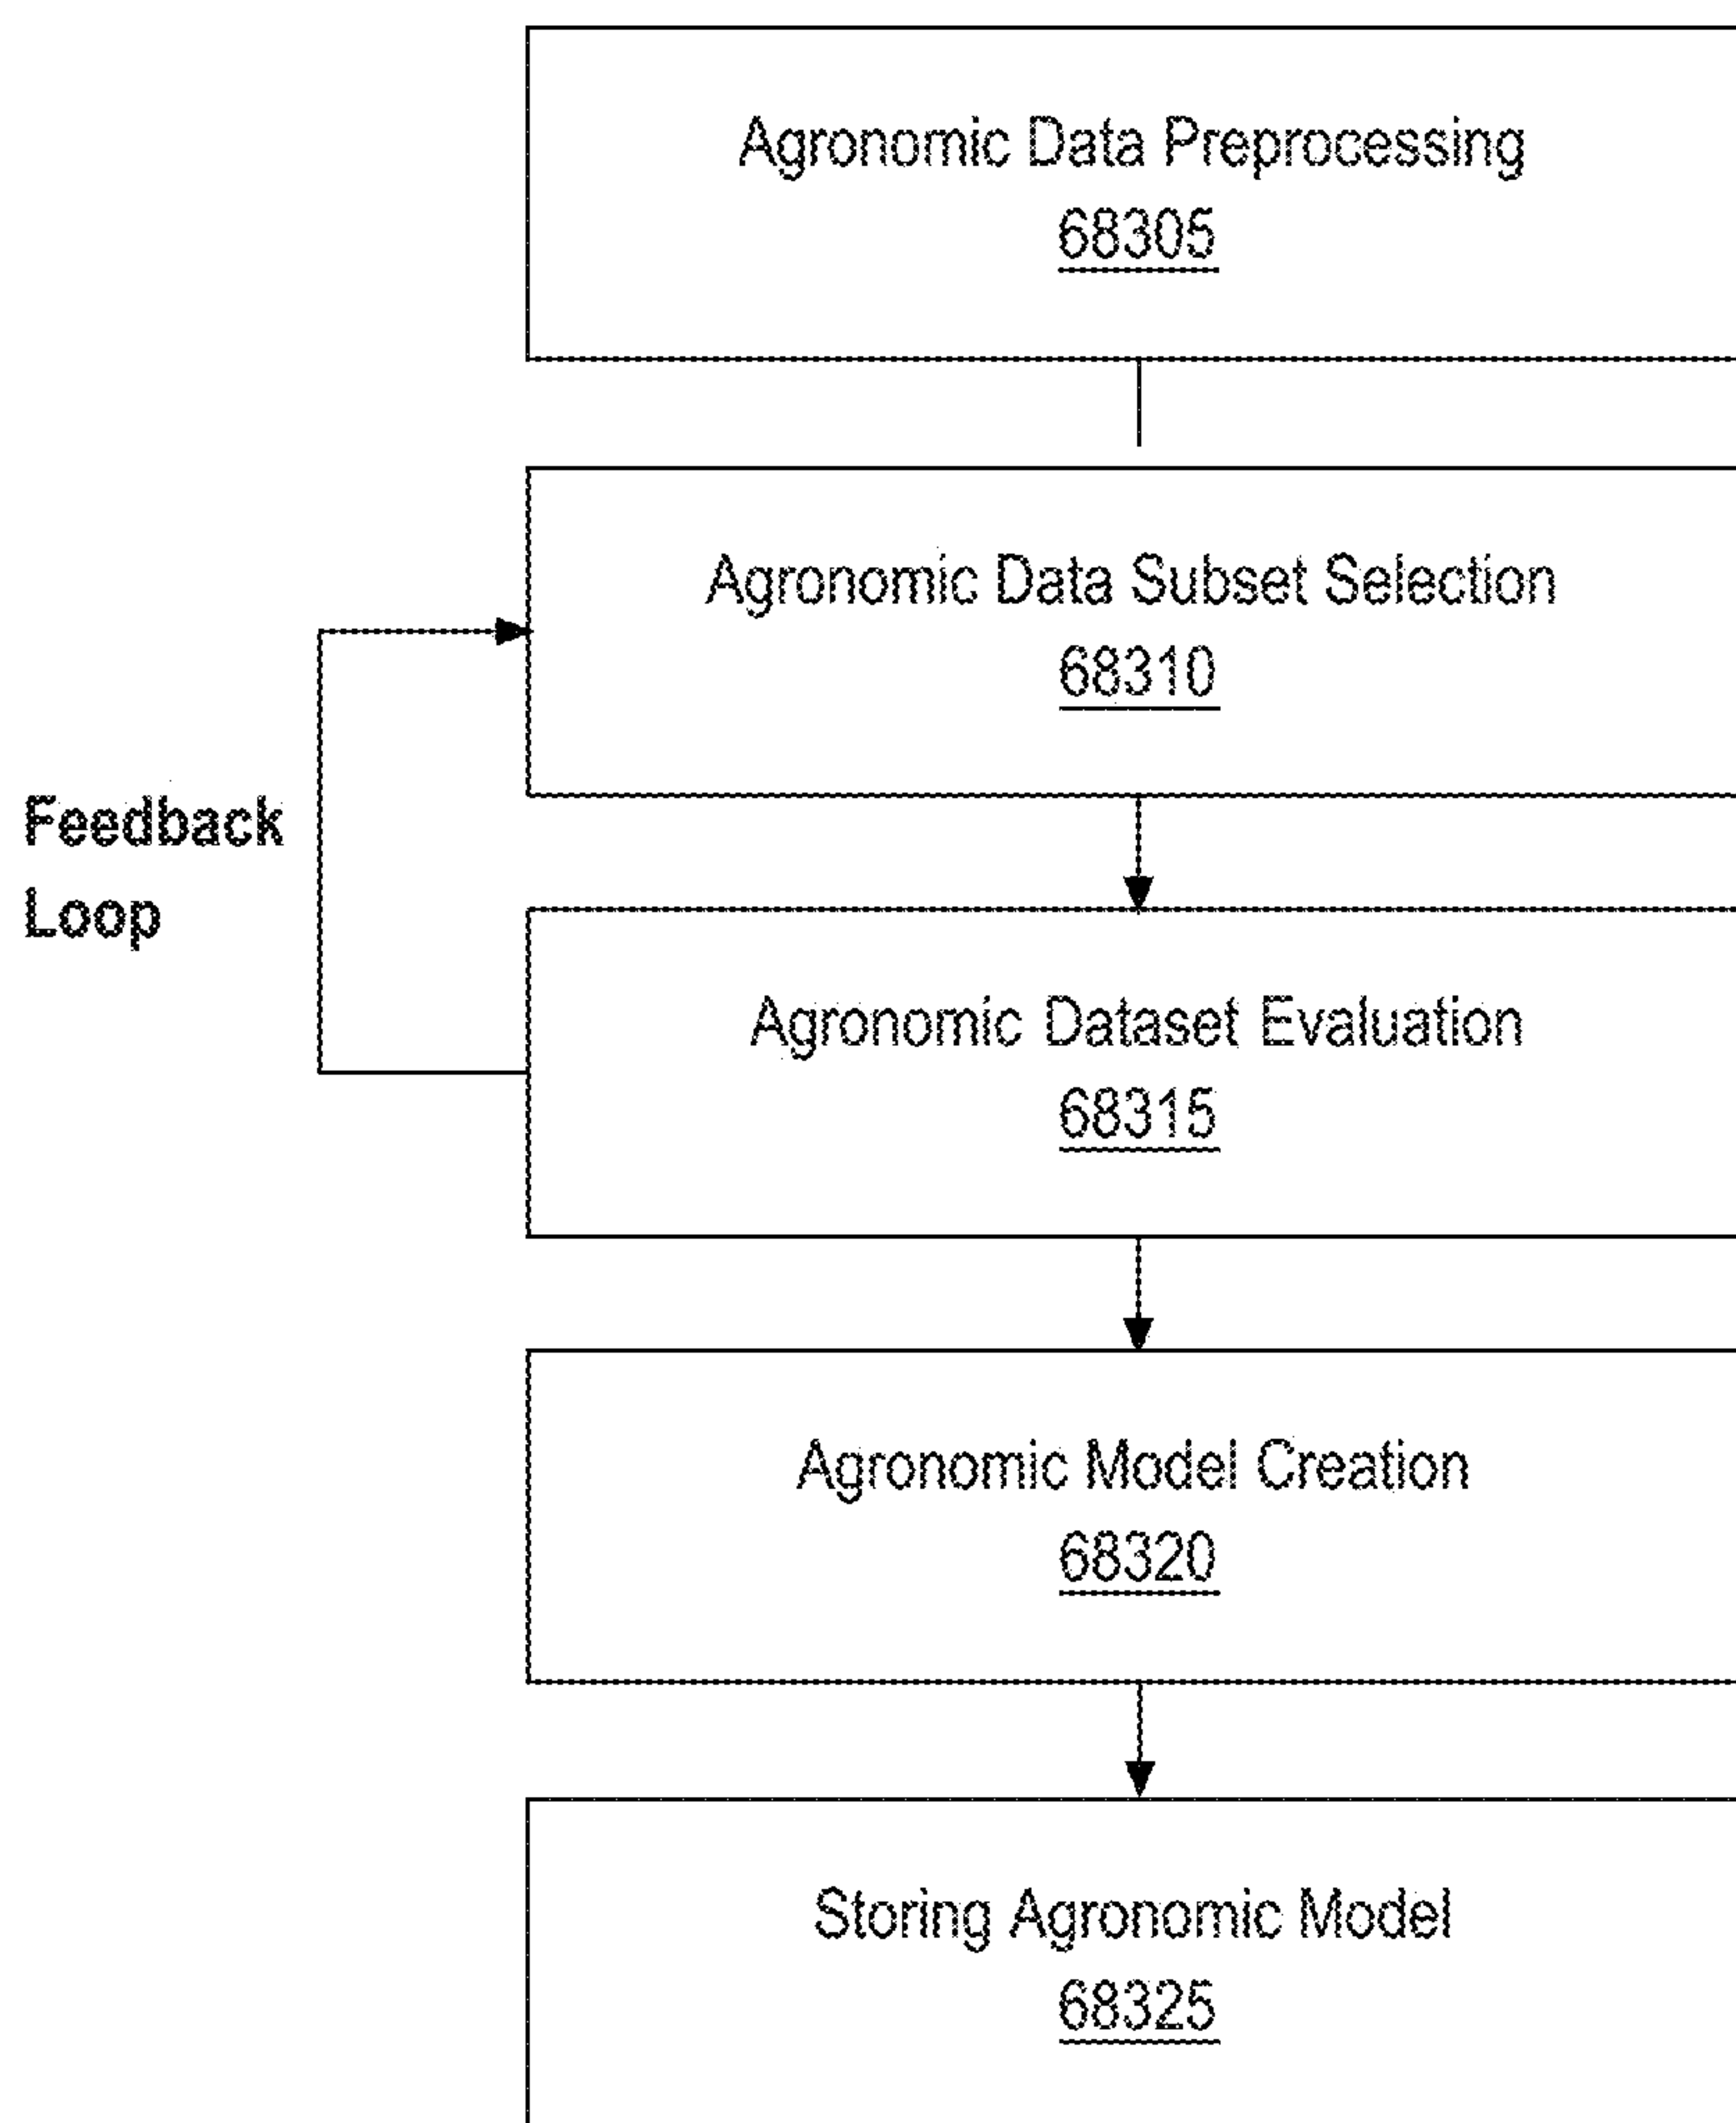 Agronomic Data Preprocessing
68305
Agronomic Data Subset Selection
68310
Feedback
Loop
Agronomic Dataset Evaluation
68315
Agronomic Model Creation
68320
Storing Agronomic Model
68325